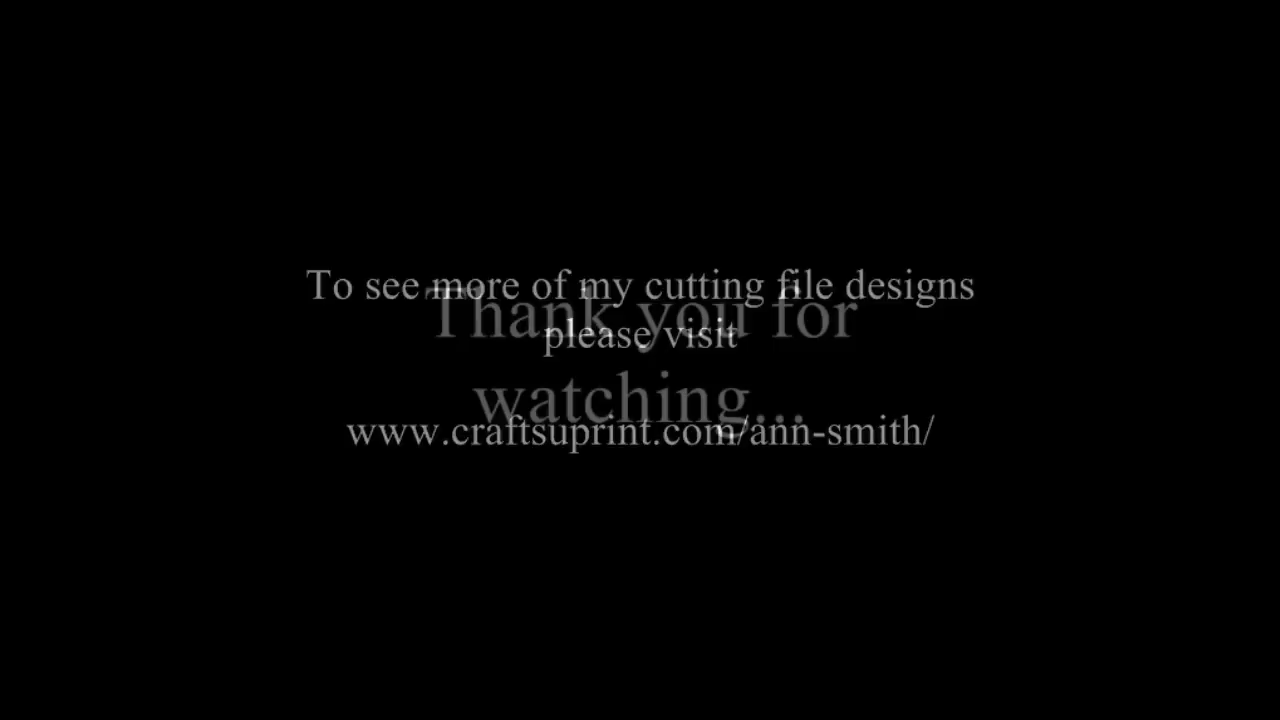 To see more of my cutting file designs
please visit
www.craftsuprint.com/ann-smith/
Thank you for
watching...